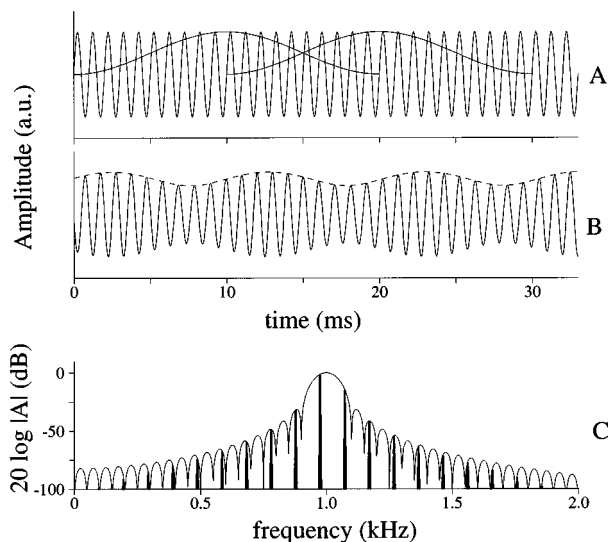 A
Amplitude (a.u.)
B
0 10 20 30
time (ms)
20 log |A| (dB)
0
-50
-100
C
0 0.5 1.0 1.5 2.0
frequency (kHz)